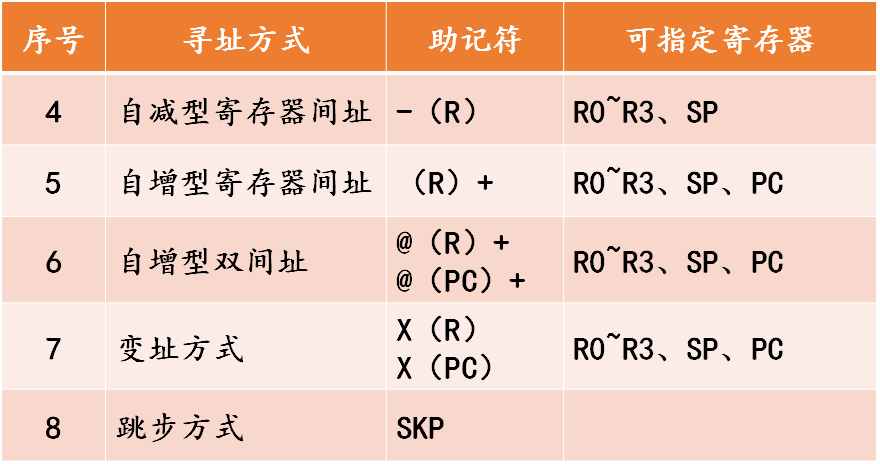 序号 寻址方式 助记符 可指定寄存器
4 自减型寄存器间址 -（R） R0~R3、SP
5 自增型寄存器间址 （R）+ R0~R3、SP、PC
6 自增型双间址 @（R）+ R0~R3、SP、PC
@（PC）+
7 变址方式 X（R） R0~R3、SP、PC
X（PC）
8 跳步方式 SKP